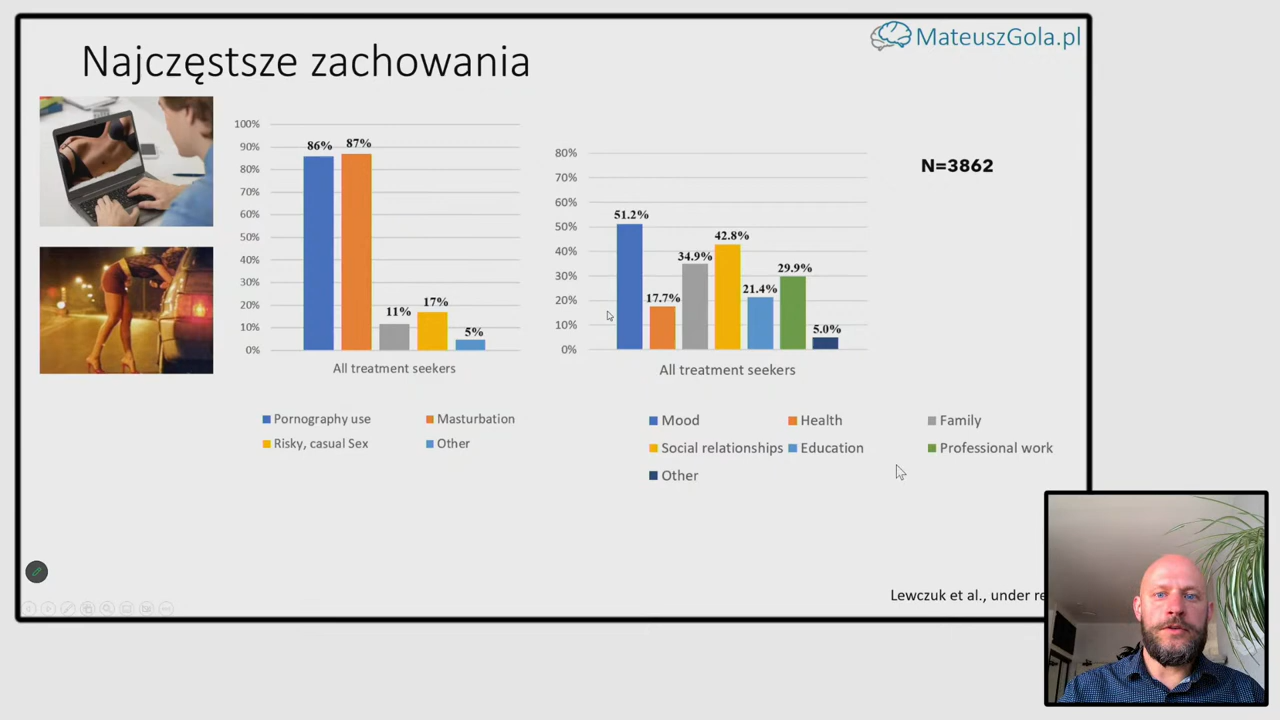 MateuszGola.pl
Najczęstsze zachowania
100%
90%
80%
70%
60%
50%
40%
30%
20%
10%
0%
86%
87%
11%
17%
5%
All treatment seekers
Pornography use
Masturbation
Risky, casual Sex
Other
80%
70%
60%
50%
40%
30%
20%
10%
0%
51.2%
17.7%
34.9%
42.8%
21.4%
29.9%
5.0%
All treatment seekers
Mood
Health
Family
Social relationships
Education
Professional work
Other
N=3862
Lewczuk et al., under re